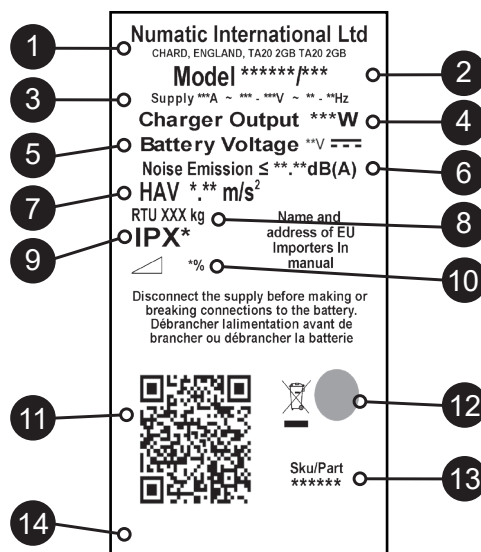 Numatic International Ltd
CHARD, ENGLAND, TA20 2GB TA20 2GB
1
Model ******/***
2
3
Supply ***A ~ *** - ***V ~ ** - **Hz
Charger Output ***W
4
5
Battery Voltage **V
Noise Emission ≤ **.**dB(A)
6
7
HAV *.** m/s²
RTU XXX kg
8
9
IPX*
Name and
address of EU
Importers In
manual
*%
10
Disconnect the supply before making or
breaking connections to the battery.
Débrancher lalimentation avant de
brancher ou débrancher la batterie
11
12
Sku/Part
******
13
14